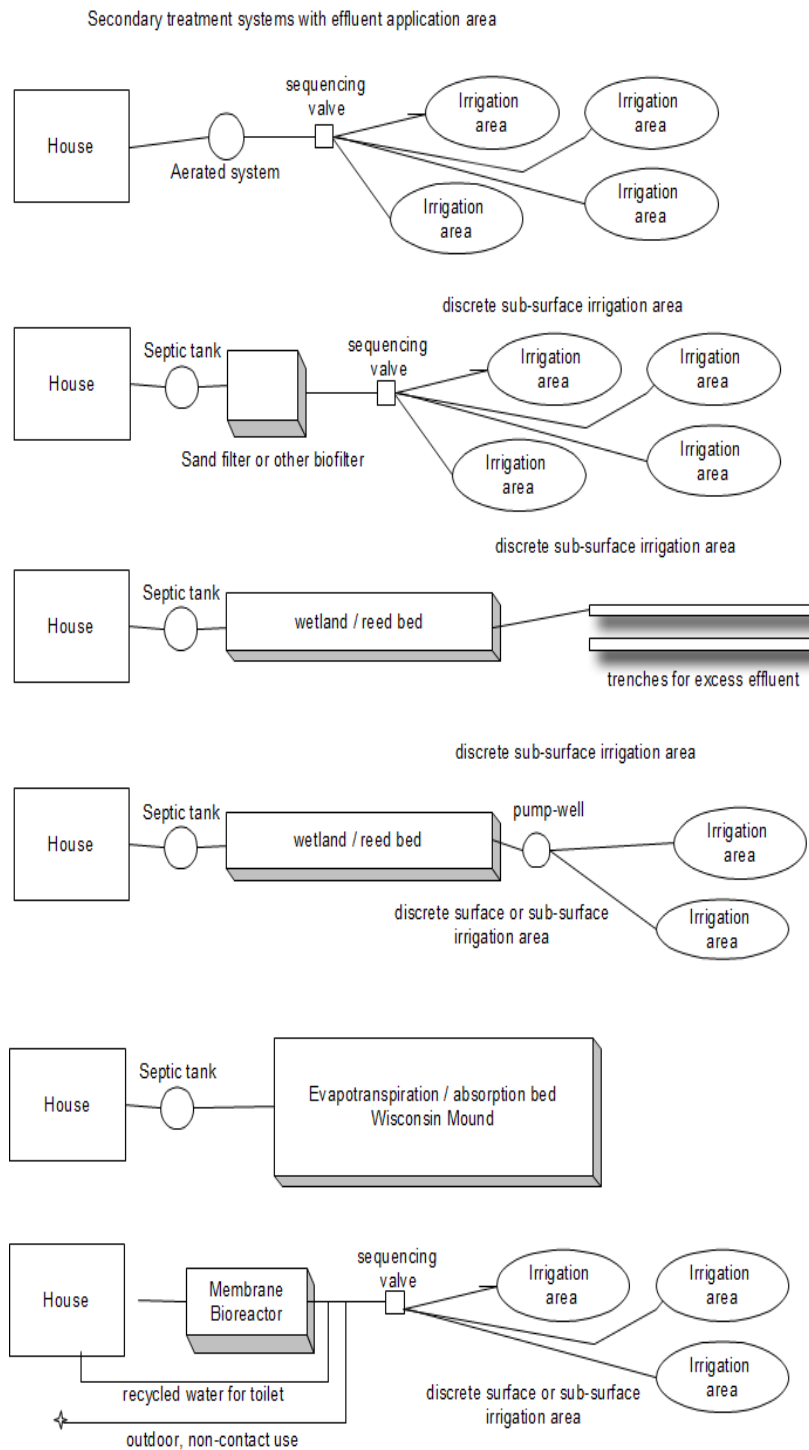 Secondary treatment systems with effluent application area
House
Aerated system
sequencing
valve
Irrigation
area
Irrigation
area
Irrigation
area
Irrigation
area
discrete sub-surface irrigation area
House
Septic tank
Sand filter or other biofilter
sequencing
valve
Irrigation
area
Irrigation
area
Irrigation
area
Irrigation
area
discrete sub-surface irrigation area
House
Septic tank
wetland / reed bed
trenches for excess effluent
discrete sub-surface irrigation area
House
Septic tank
wetland / reed bed
pump-well
Irrigation
area
Irrigation
area
discrete surface or sub-surface
irrigation area
House
Septic tank
Evapotranspiration / absorption bed
Wisconsin Mound
House
Membrane
Bioreactor
sequencing
valve
Irrigation
area
Irrigation
area
Irrigation
area
recycled water for toilet
discrete surface or sub-surface
irrigation area
outdoor, non-contact use